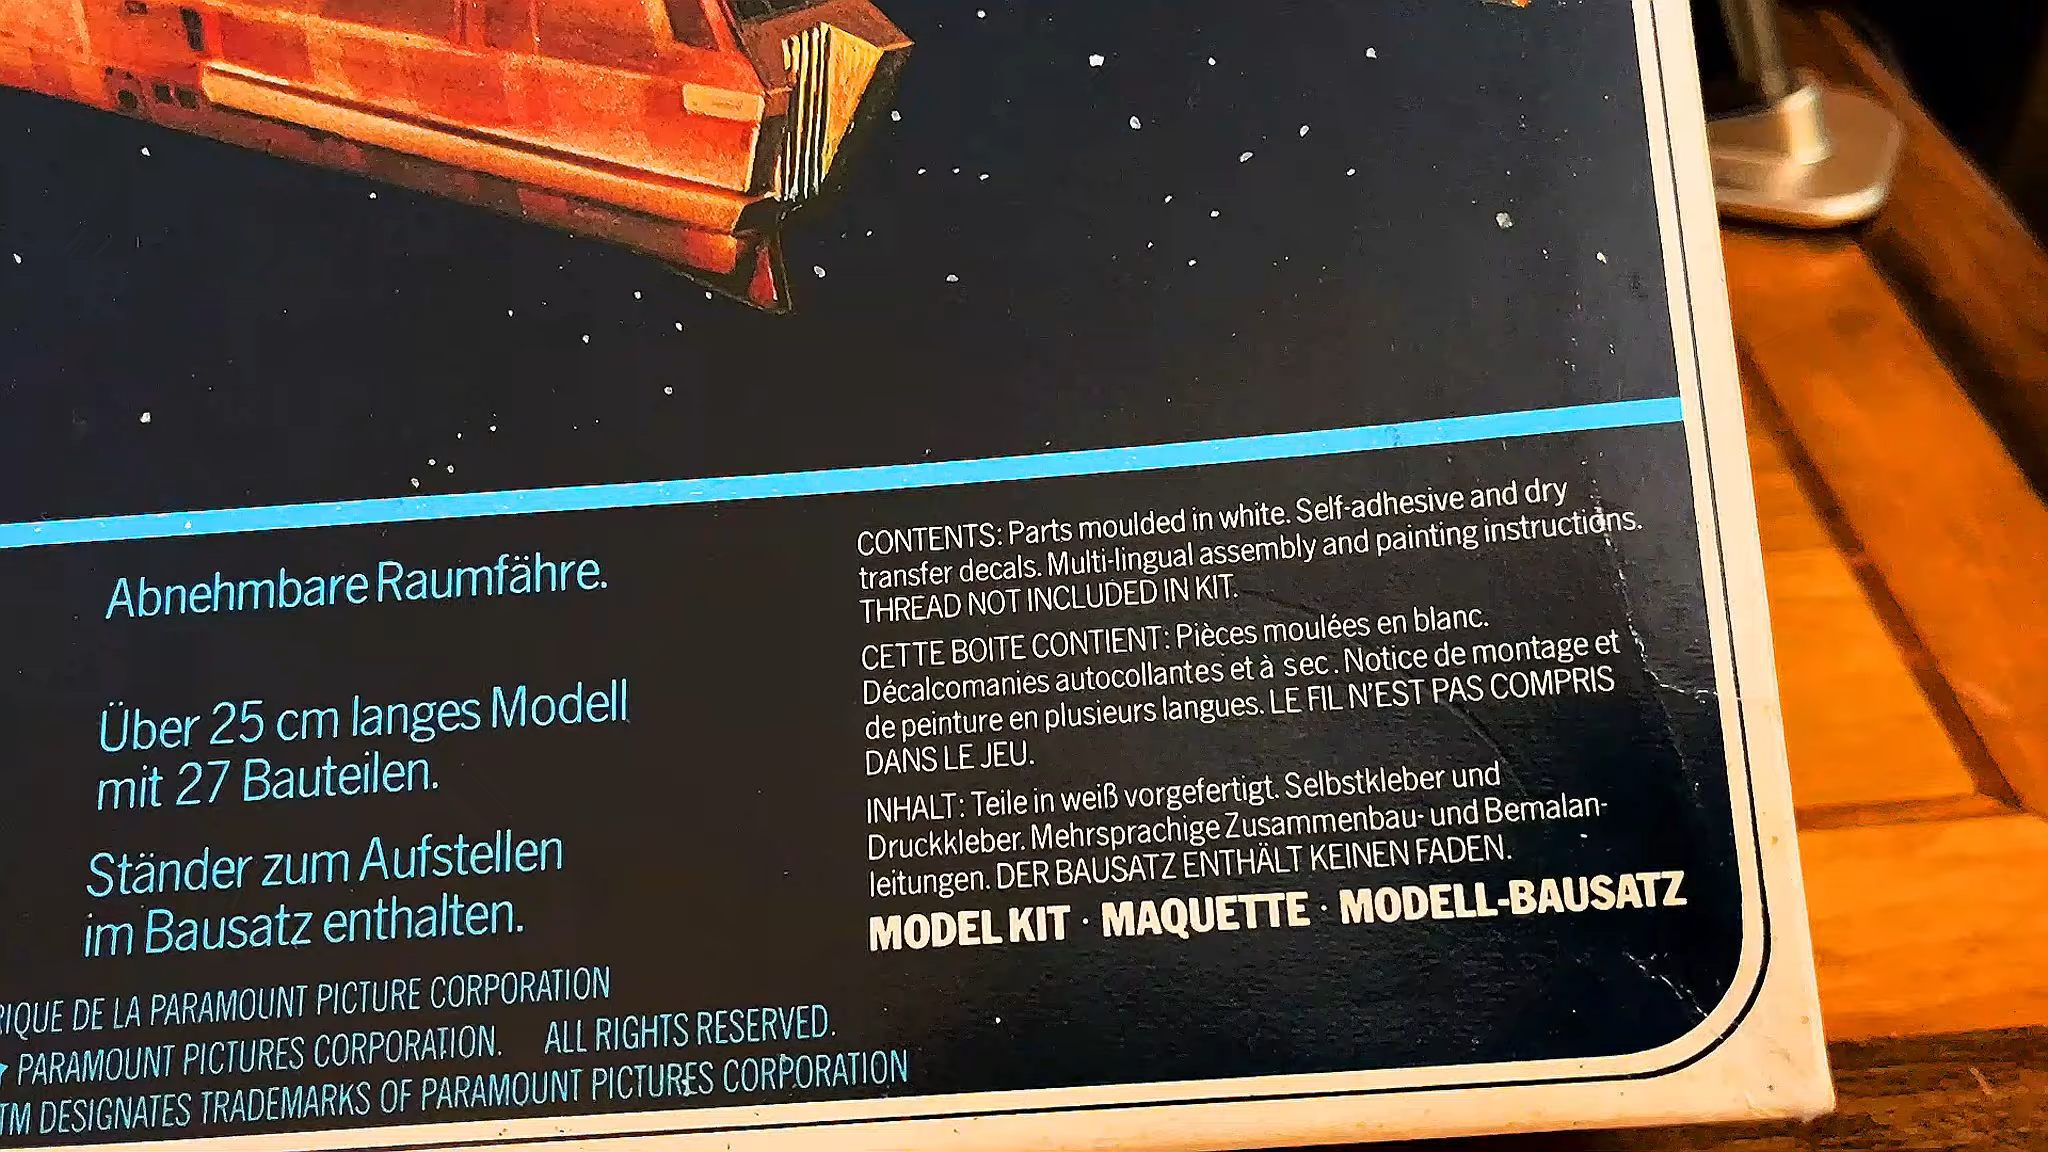 Abnehmbare Raumfähre.
Über 25 cm langes Modell
mit 27 Bauteilen.
Ständer zum Aufstellen
im Bausatz enthalten.
RIQUE DE LA PARAMOUNT PICTURE CORPORATION
PARAMOUNT PICTURES CORPORATION. ALL RIGHTS RESERVED.
TM DESIGNATES TRADEMARKS OF PARAMOUNT PICTURES CORPORATION
CONTENTS: Parts moulded in white. Self-adhesive and dry
transfer decals. Multi-lingual assembly and painting instructions.
THREAD NOT INCLUDED IN KIT.
CETTE BOITE CONTIENT: Pièces moulées en blanc.
Décalcomanies autocollantes et à sec. Notice de montage et
de peinture en plusieurs langues. LE FIL N'EST PAS COMPRIS
DANS LE JEU.
INHALT: Teile in weiß vorgefertigt. Selbstkleber und
Druckkleber. Mehrsprachige Zusammenbau- und Bemalan-
leitungen. DER BAUSATZ ENTHÄLT KEINEN FADEN.
MODEL KIT · MAQUETTE · MODELL-BAUSATZ